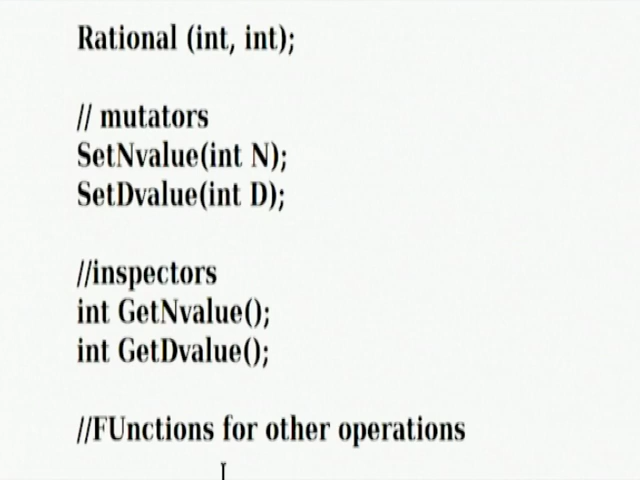 Rational (int, int);
// mutators
SetNvalue(int N);
SetDvalue(int D);
//inspectors
int GetNvalue();
int GetDvalue();
//FUnctions for other operations